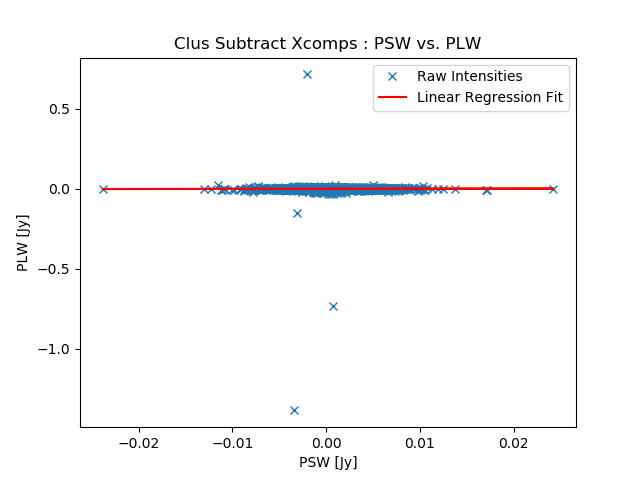 Clus Subtract Xcomps : PSW vs. PLW
Raw Intensities
Linear Regression Fit
0.5
0.0
−0.5
−1.0
PLW [Jy]
−0.02
−0.01
0.00
0.01
0.02
PSW [Jy]